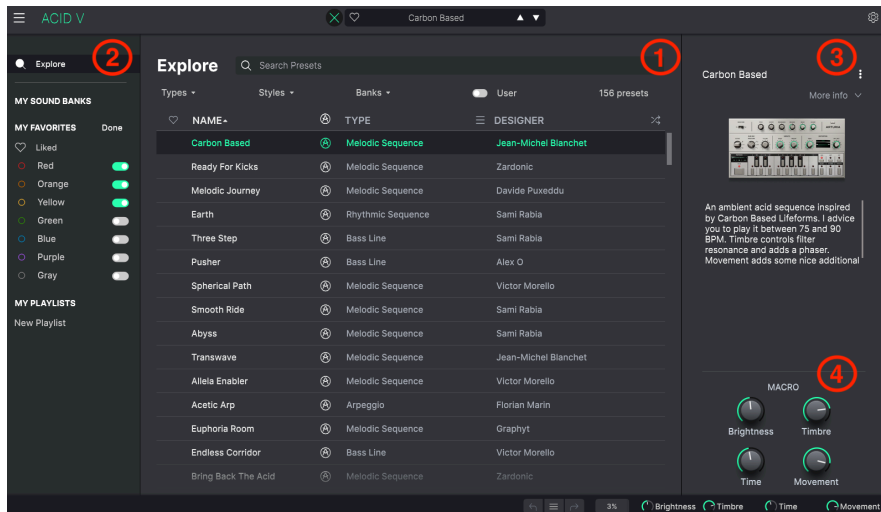 ACID V
Carbon Based
1
2
3
4
Explore
MY SOUND BANKS
MY FAVORITES Done
Liked
Red
Orange
Yellow
Green
Blue
Purple
Gray
MY PLAYLISTS
New Playlist
Explore
Search Presets
Types Styles Banks User 156 presets
NAME TYPE DESIGNER
Carbon Based Melodic Sequence Jean-Michel Blanchet
Ready For Kicks Melodic Sequence Zardonic
Melodic Journey Melodic Sequence Davide Puxeddu
Earth Rhythmic Sequence Sami Rabia
Three Step Bass Line Sami Rabia
Pusher Bass Line Alex O
Spherical Path Melodic Sequence Victor Morello
Smooth Ride Melodic Sequence Sami Rabia
Abyss Melodic Sequence Sami Rabia
Transwave Melodic Sequence Jean-Michel Blanchet
Allela Enabler Melodic Sequence Victor Morello
Acetic Arp Arpeggio Florian Marin
Euphoria Room Melodic Sequence Graphyt
Endless Corridor Bass Line Victor Morello
Bring Back The Acid Melodic Sequence Zardonic
Carbon Based
More info
An ambient acid sequence inspired
by Carbon Based Lifeforms. I advice
you to play it between 75 and 90
BPM. Timbre controls filter
resonance and adds a phaser.
Movement adds some nice additional
MACRO
Brightness Timbre
Time Movement
3% Brightness Timbre Time Movement